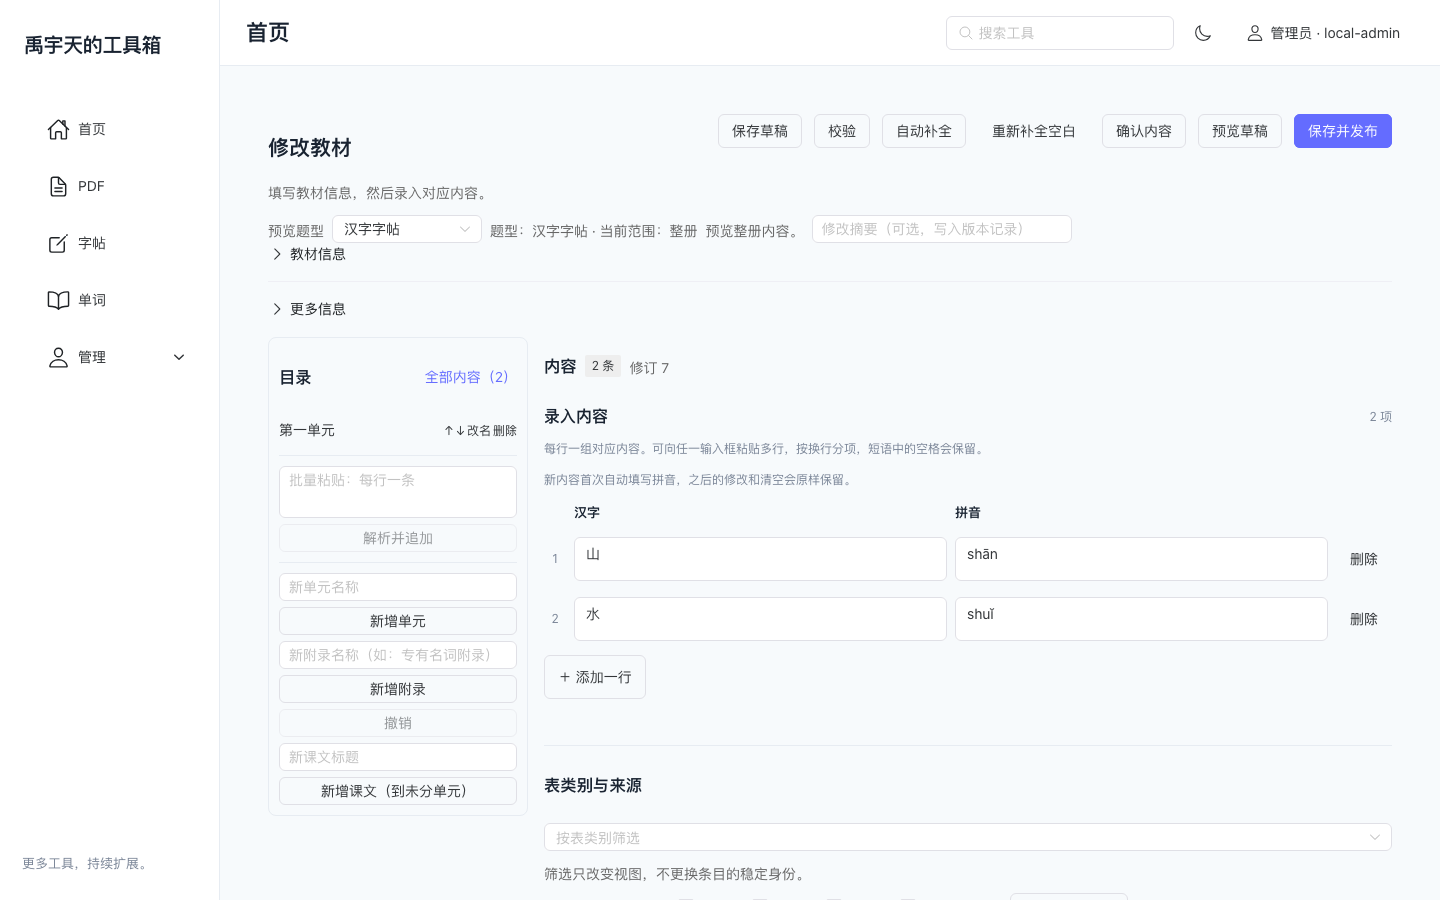 禹宇天的工具箱
首页
PDF
字帖
单词
管理
更多工具，持续扩展。
首页
搜索工具
管理员 · local-admin
修改教材
保存草稿
校验
自动补全
重新补全空白
确认内容
预览草稿
保存并发布
填写教材信息，然后录入对应内容。
预览题型 汉字字帖 题型：汉字字帖 · 当前范围：整册 预览整册内容。 修改摘要（可选，写入版本记录）
教材信息
更多信息
目录 全部内容（2）
第一单元 ↑ ↓ 改名 删除
批量粘贴：每行一条
解析并追加
新单元名称
新增单元
新附录名称（如：专有名词附录）
新增附录
撤销
新课文标题
新增课文（到未分单元）
内容 2 条 修订 7
录入内容 2 项
每行一组对应内容。可向任一输入框粘贴多行，按换行分项，短语中的空格会保留。
新内容首次自动填写拼音，之后的修改和清空会原样保留。
汉字 拼音
1 山 shān 删除
2 水 shuǐ 删除
+ 添加一行
表类别与来源
按表类别筛选
筛选只改变视图，不更换条目的稳定身份。